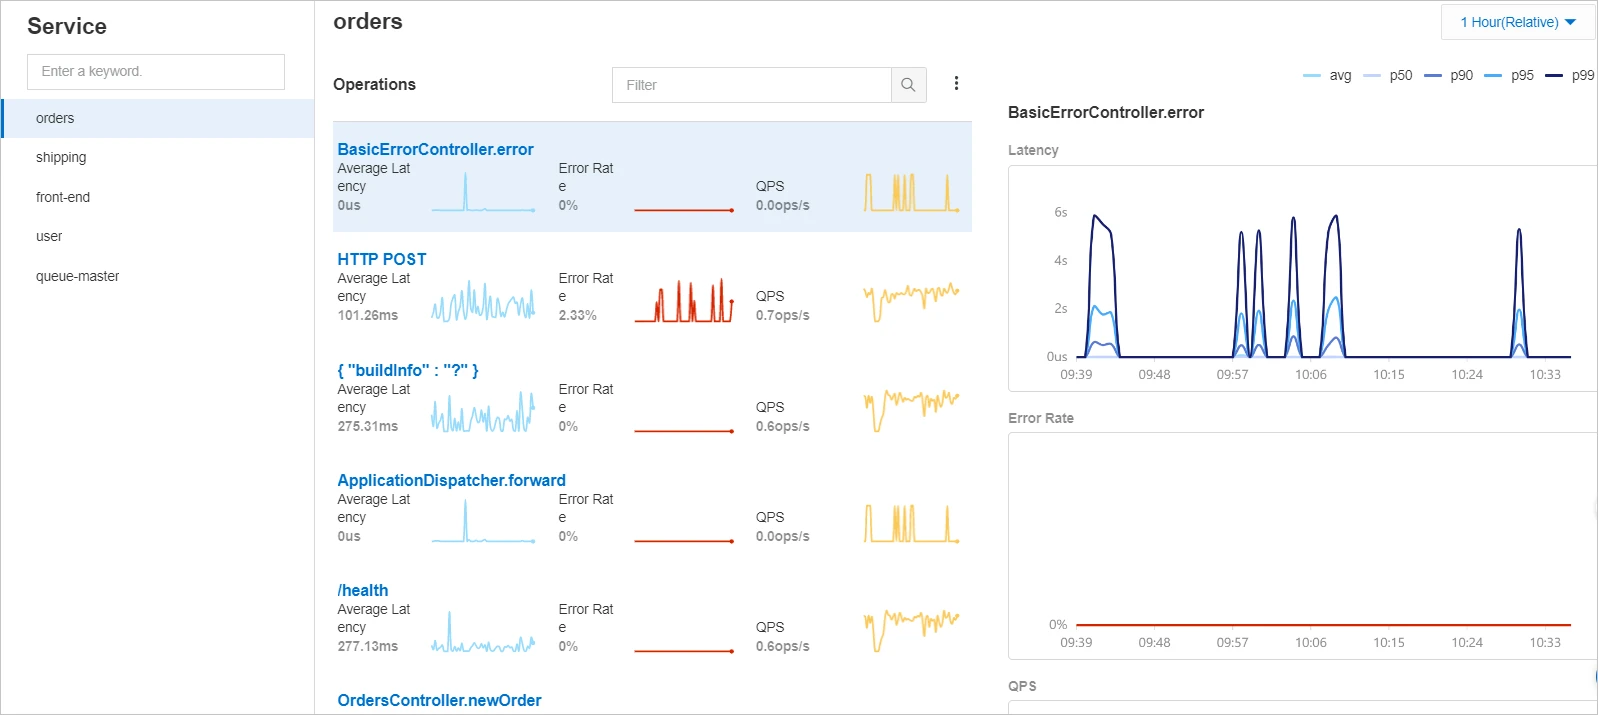 Service
Enter a keyword.
orders
shipping
front-end
user
queue-master
orders
1 Hour(Relative)
Operations
Filter
BasicErrorController.error
Average Lat
ency
0us
Error Rat
e
0%
QPS
0.0ops/s
HTTP POST
Average Lat
ency
101.26ms
Error Rat
e
2.33%
QPS
0.7ops/s
{ "buildInfo" : "?" }
Average Lat
ency
275.31ms
Error Rat
e
0%
QPS
0.6ops/s
ApplicationDispatcher.forward
Average Lat
ency
0us
Error Rat
e
0%
QPS
0.0ops/s
/health
Average Lat
ency
277.13ms
Error Rat
e
0%
QPS
0.6ops/s
OrdersController.newOrder
avg p50 p90 p95 p99
BasicErrorController.error
Latency
6s
4s
2s
0us
09:39 09:48 09:57 10:06 10:15 10:24 10:33
Error Rate
0%
09:39 09:48 09:57 10:06 10:15 10:24 10:33
QPS